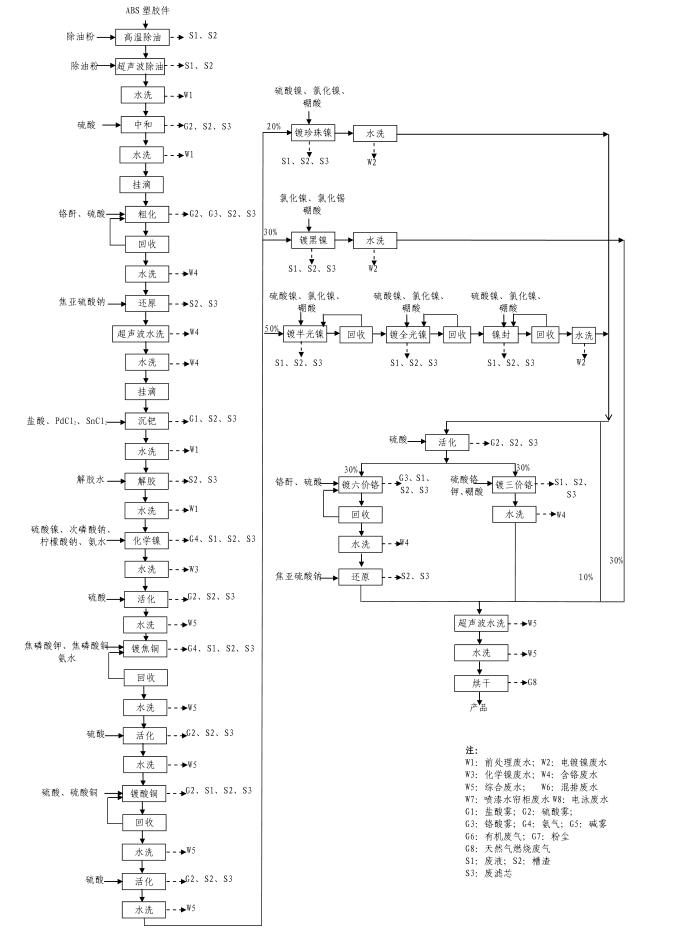 ABS 塑胶件
除油粉
高温除油
S1、S2
除油粉
超声波除油
S1、S2
水洗
W1
硫酸
中和
G2、S2、S3
水洗
W1
挂滴
铬酐、硫酸
粗化
G2、G3、S2、S3
回收
水洗
W4
焦亚硫酸钠
还原
S2、S3
超声波水洗
W4
水洗
W4
挂滴
盐酸、PdCl₂、SnCl₂
沉钯
G1、S2、S3
水洗
W1
解胶水
解胶
S2、S3
水洗
W1
硫酸镍、次磷酸钠、
柠檬酸钠、氨水
化学镍
G4、S1、S2、S3
水洗
W3
硫酸
活化
G2、S2、S3
水洗
W5
焦磷酸钾、焦磷酸铜
氨水
镀焦铜
G4、S1、S2、S3
回收
水洗
W5
硫酸
活化
G2、S2、S3
水洗
W5
硫酸、硫酸铜
镀酸铜
G2、S1、S2、S3
回收
水洗
W5
硫酸
活化
G2、S2、S3
水洗
W5
硫酸镍、氯化镍、
硼酸
20%
镀珍珠镍
水洗
S1、S2、S3
W2
氯化镍、氯化锡
硼酸
30%
镀黑镍
水洗
S1、S2、S3
W2
硫酸镍、氯化镍、
硼酸
硫酸镍、氯化镍、
硼酸
硫酸镍、氯化镍、
硼酸
50%
镀半光镍
回收
镀全光镍
回收
镍封
回收
水洗
S1、S2、S3
S1、S2、S3
S1、S2、S3
W2
硫酸
活化
G2、S2、S3
30%
30%
铬酐、硫酸
镀六价铬
G3、S1、
S2、S3
硫酸铬
钾、硼酸
镀三价铬
S1、S2、
S3
回收
水洗
W4
水洗
W4
焦亚硫酸钠
还原
S2、S3
10%
30%
超声波水洗
W5
水洗
W5
烘干
G8
产品
注:
W1: 前处理废水; W2: 电镀镍废水
W3: 化学镍废水; W4: 含铬废水
W5: 综合废水; W6: 混排废水
W7: 喷漆水帘柜废水 W8: 电泳废水
G1: 盐酸雾; G2: 硫酸雾;
G3: 铬酸雾; G4: 氨气; G5: 碱雾
G6: 有机废气; G7: 粉尘
G8: 天然气燃烧废气
S1: 废液; S2: 槽渣
S3: 废滤芯